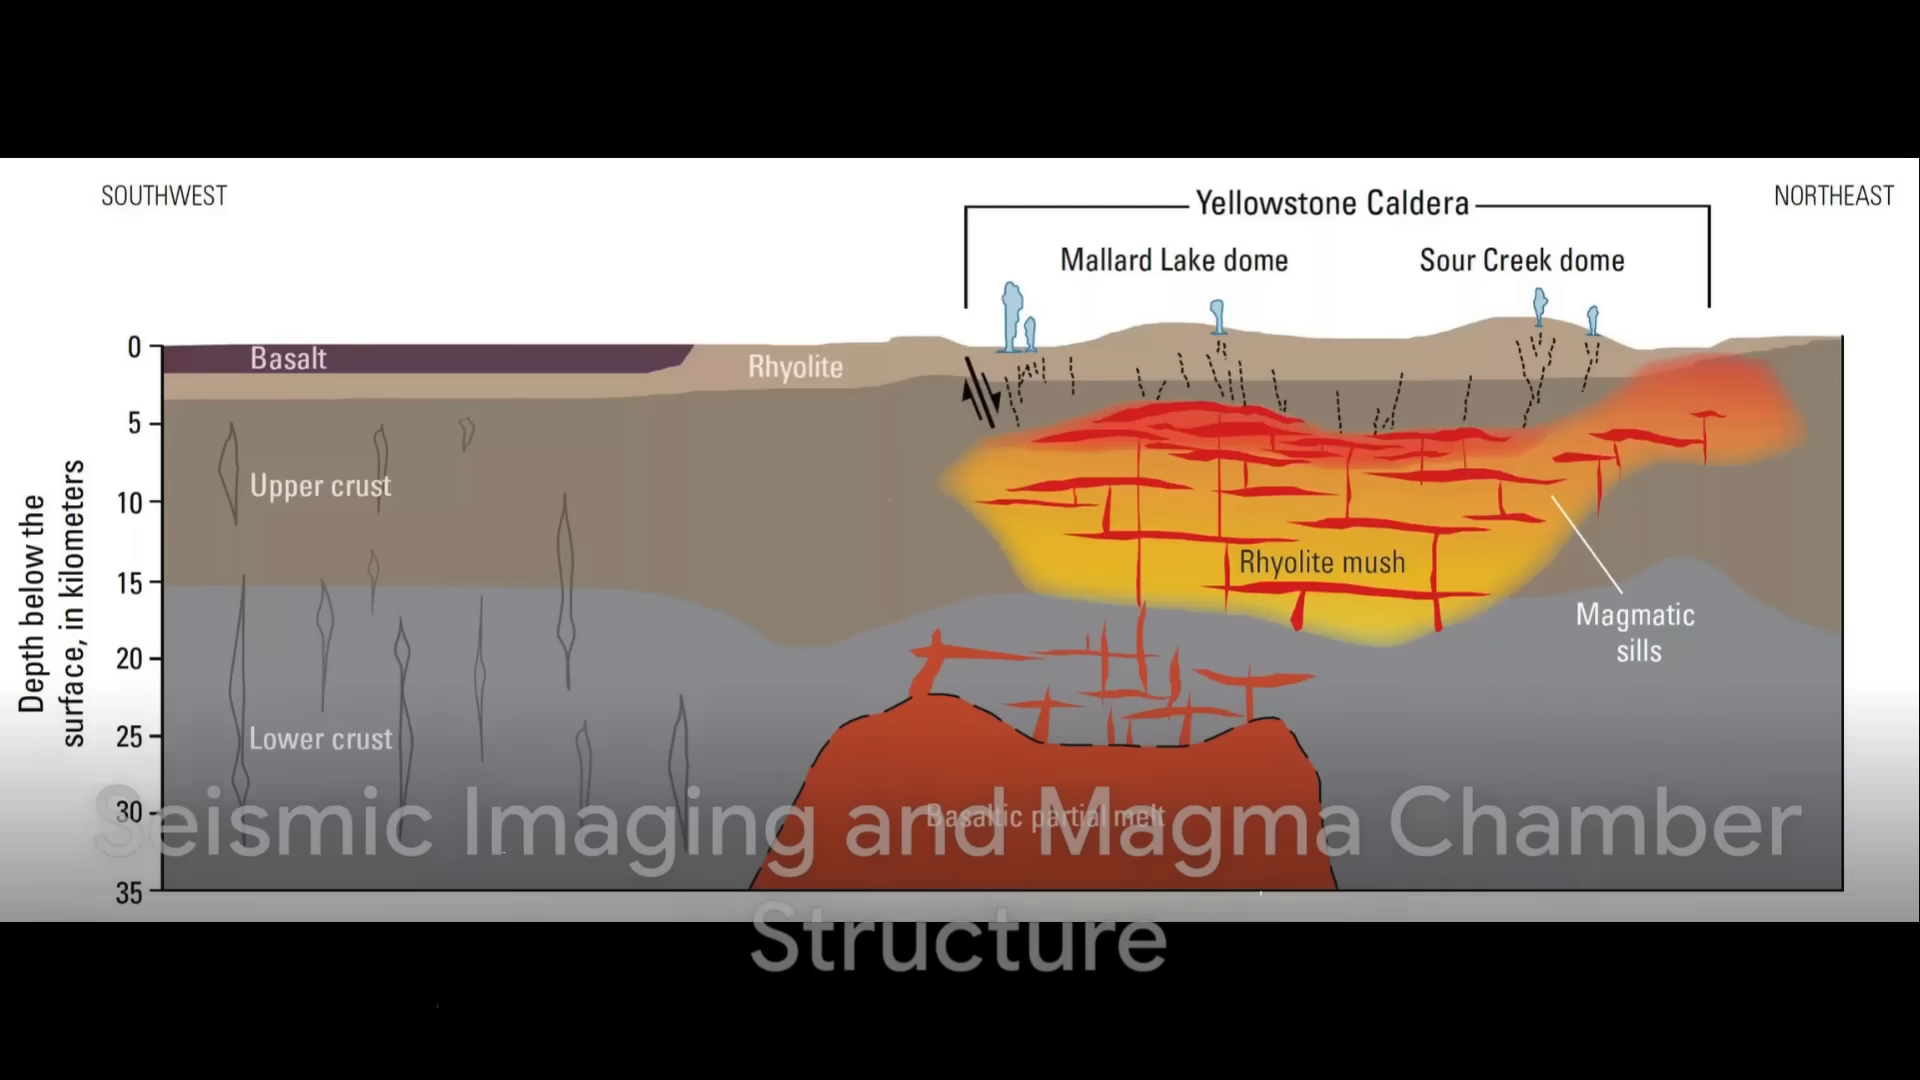 SOUTHWEST
Yellowstone Caldera
NORTHEAST
Mallard Lake dome
Sour Creek dome
0
Basalt
Rhyolite
5
Upper crust
10
Depth below the
surface, in kilometers
Rhyolite mush
15
Magmatic
sills
20
25
Lower crust
30
Basaltic partial melt
Seismic Imaging and Magma Chamber
Structure
35